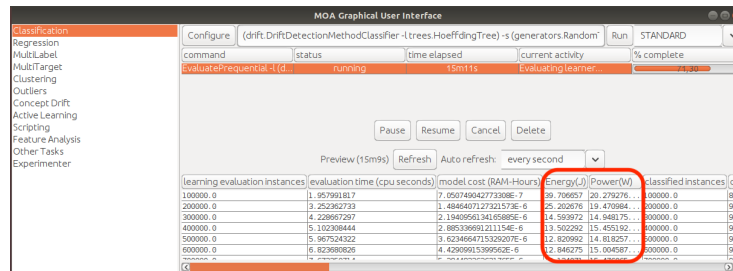 MOA Graphical User Interface
Classification
Regression
MultiLabel
MultiTarget
Clustering
Outliers
Concept Drift
Active Learning
Scripting
Feature Analysis
Other Tasks
Experimenter
Configure (drift.DriftDetectionMethodClassifier -l trees.HoeffdingTree) -s (generators.Random Run STANDARD
command status time elapsed current activity % complete
EvaluatePrequential -l (d... running 15m11s Evaluating learner... 71,30
Pause Resume Cancel Delete
Preview (15m9s) Refresh Auto refresh: every second
learning evaluation instances evaluation time (cpu seconds) model cost (RAM-Hours) Energy(J) Power(W) classified instances
100000.0 1.957991817 7.050749042773308E-7 39.706657 20.279276... 100000.0
200000.0 3.252362733 1.4846407127321573E-6 25.202676 19.470984... 200000.0
300000.0 4.228667297 2.1940956134165885E-6 14.593972 14.948175... 300000.0
400000.0 5.102308444 2.885336691211154E-6 13.502292 15.455192... 400000.0
500000.0 5.967524322 3.6234664715329207E-6 12.820992 14.818257... 500000.0
600000.0 6.823680826 4.42909915399562E-6 12.846275 15.004587... 600000.0